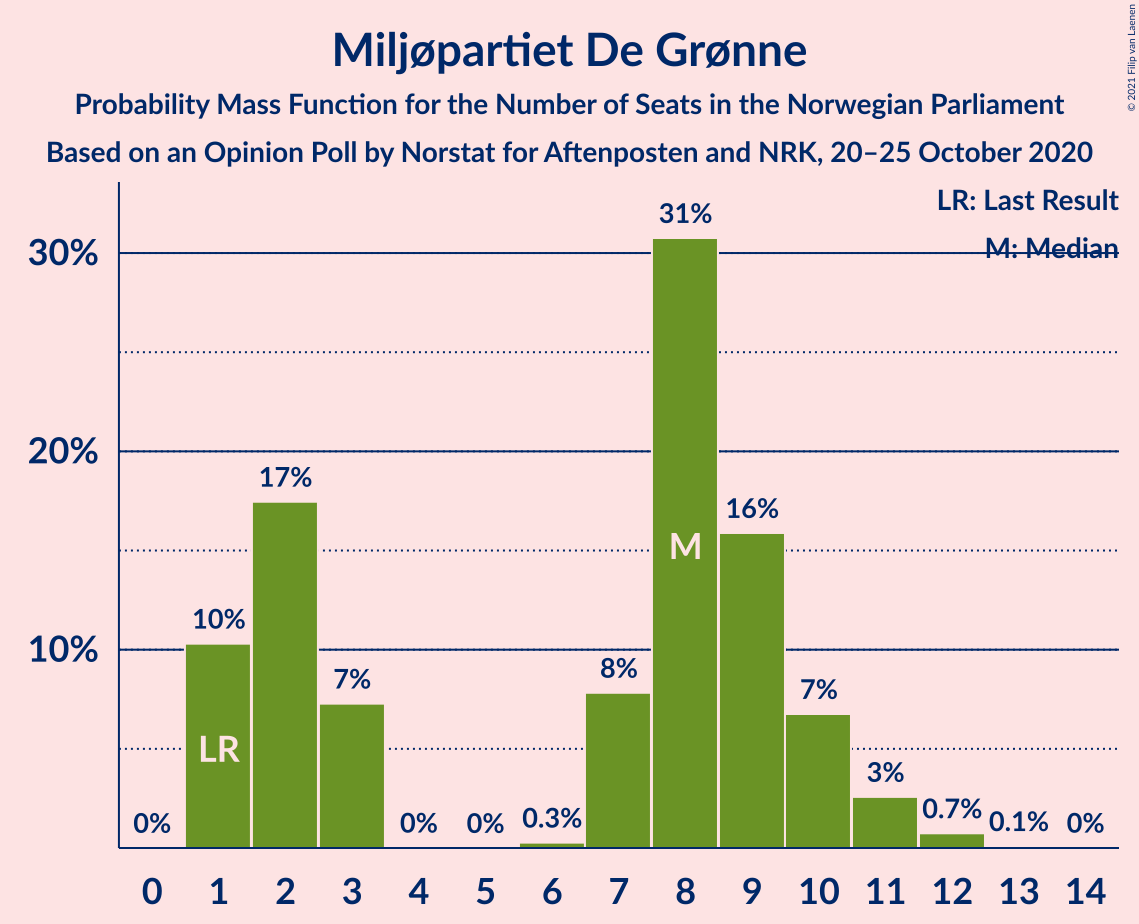 Miljøpartiet De Grønne
Probability Mass Function for the Number of Seats in the Norwegian Parliament
Based on an Opinion Poll by Norstat for Aftenposten and NRK, 20–25 October 2020
© 2021 Filip van Laenen
LR: Last Result
M: Median
30%
20%
10%
0% 10% 17% 7% 0% 0% 0.3% 8% 31% 16% 7% 3% 0.7% 0.1% 0%
LR M
0 1 2 3 4 5 6 7 8 9 10 11 12 13 14